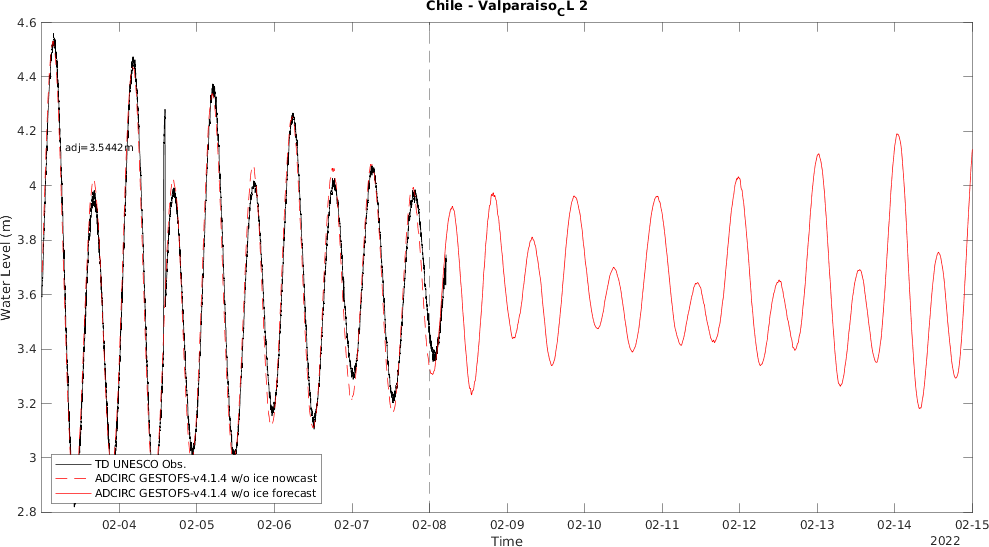 Chile - Valparaiso_CL 2
4.6
4.4
4.2
4
3.8
3.6
3.4
3.2
3
2.8
Water Level (m)
adj=3.5442m
TD UNESCO Obs.
ADCIRC GESTOFS-v4.1.4 w/o ice nowcast
ADCIRC GESTOFS-v4.1.4 w/o ice forecast
02-04 02-05 02-06 02-07 02-08 02-09 02-10 02-11 02-12 02-13 02-14 02-15
Time
2022